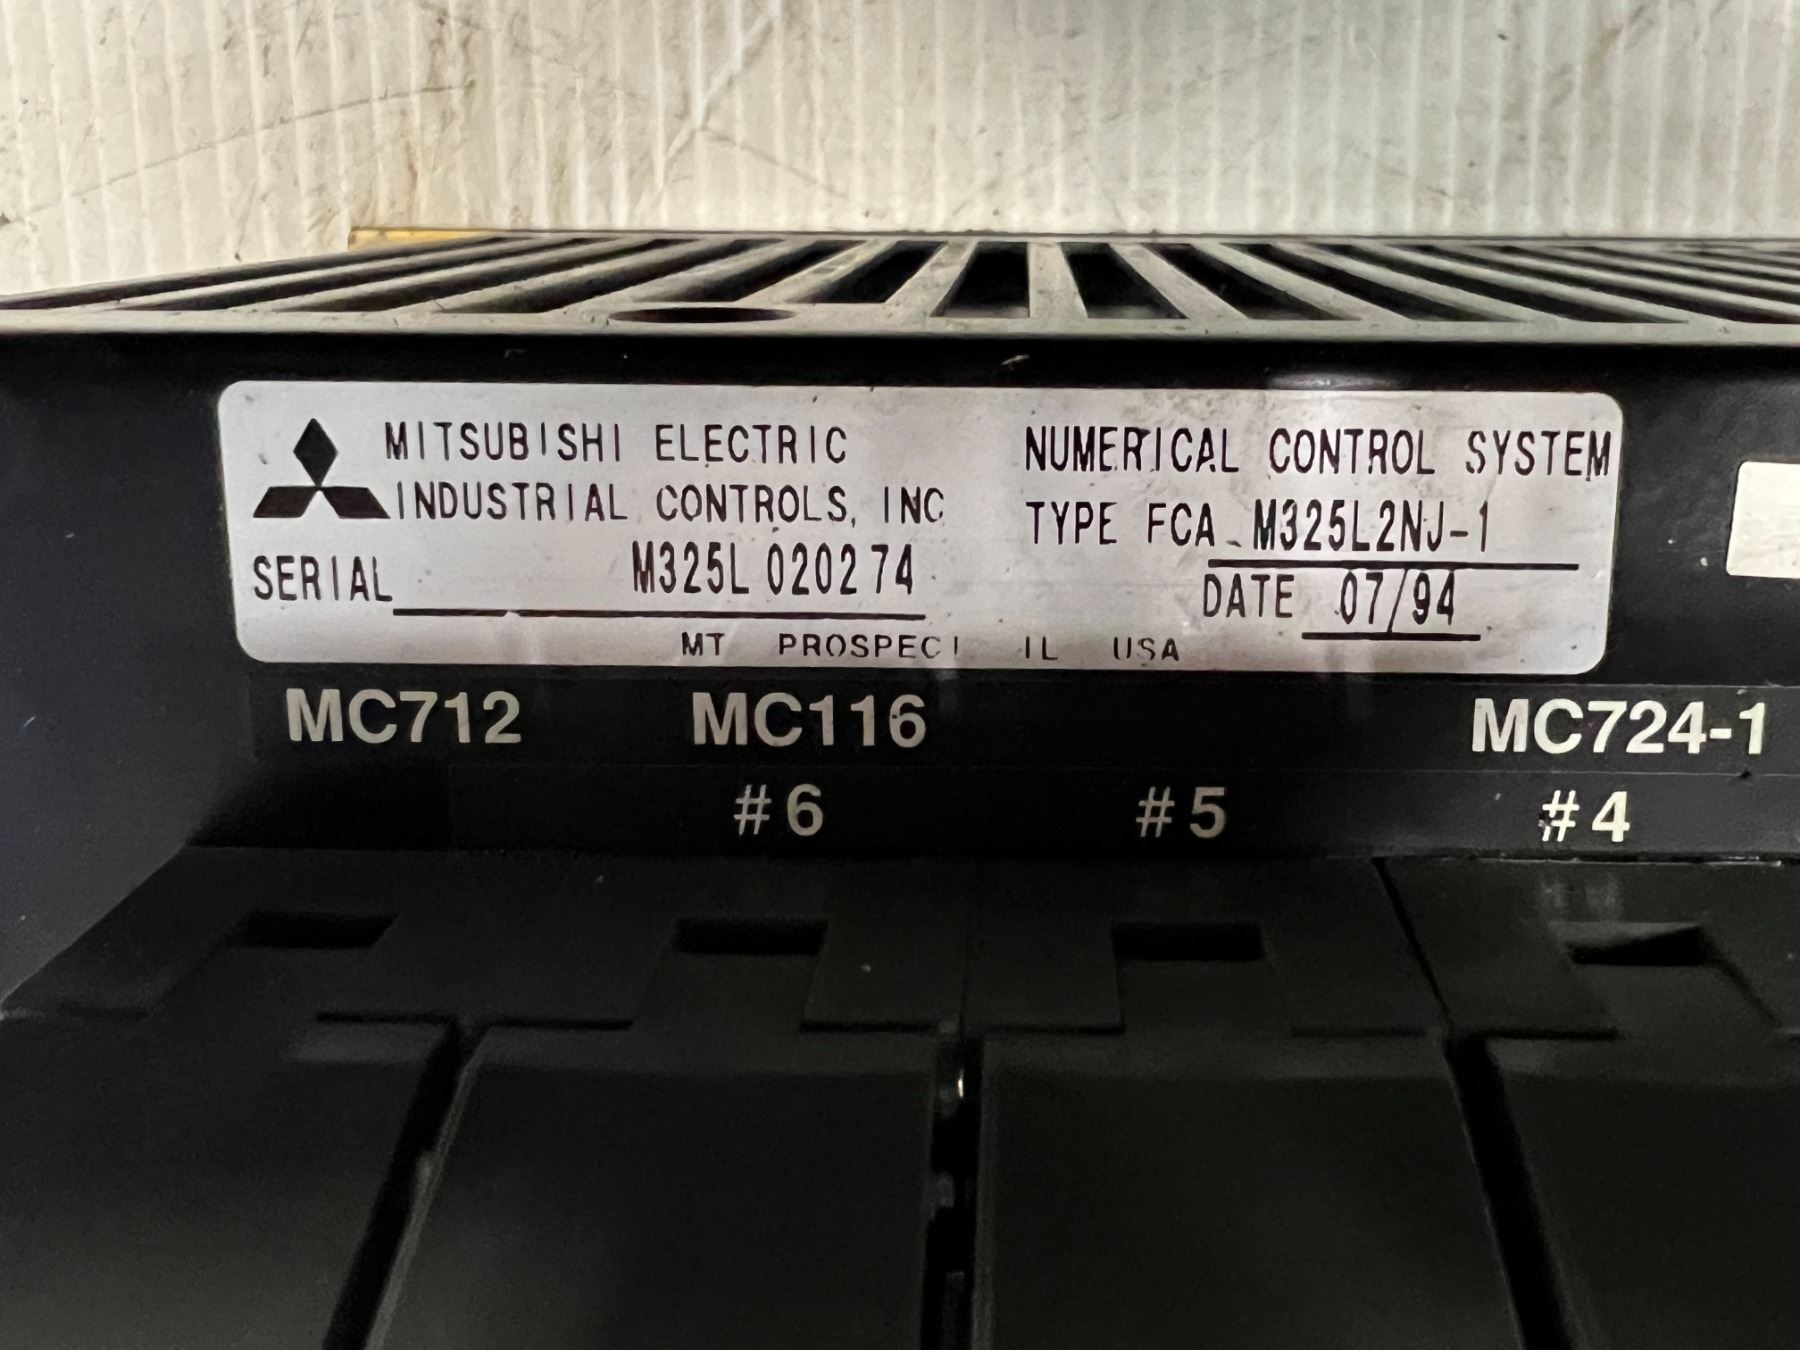 MITSUBISHI ELECTRIC
INDUSTRIAL CONTROLS, INC
SERIAL M325L 020274
NUMERICAL CONTROL SYSTEM
TYPE FCA - M325L2NJ-1
DATE 07/94
MT PROSPECT IL USA
MC712 MC116 MC724-1
#6 #5 #4